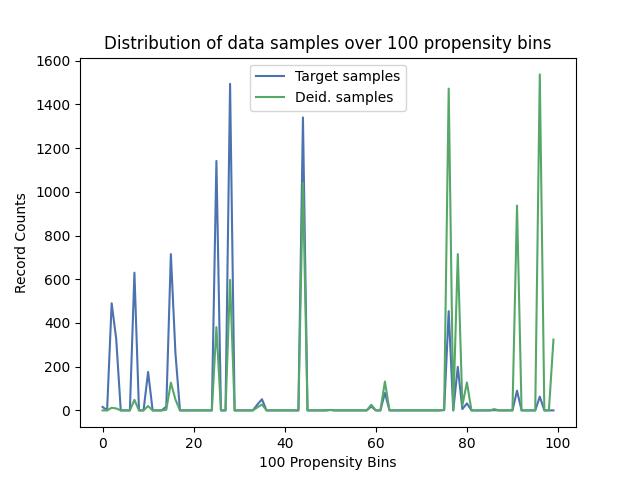 Distribution of data samples over 100 propensity bins
Target samples
Deid. samples
Record Counts
1600
1400
1200
1000
800
600
400
200
0
0 20 40 60 80 100
100 Propensity Bins